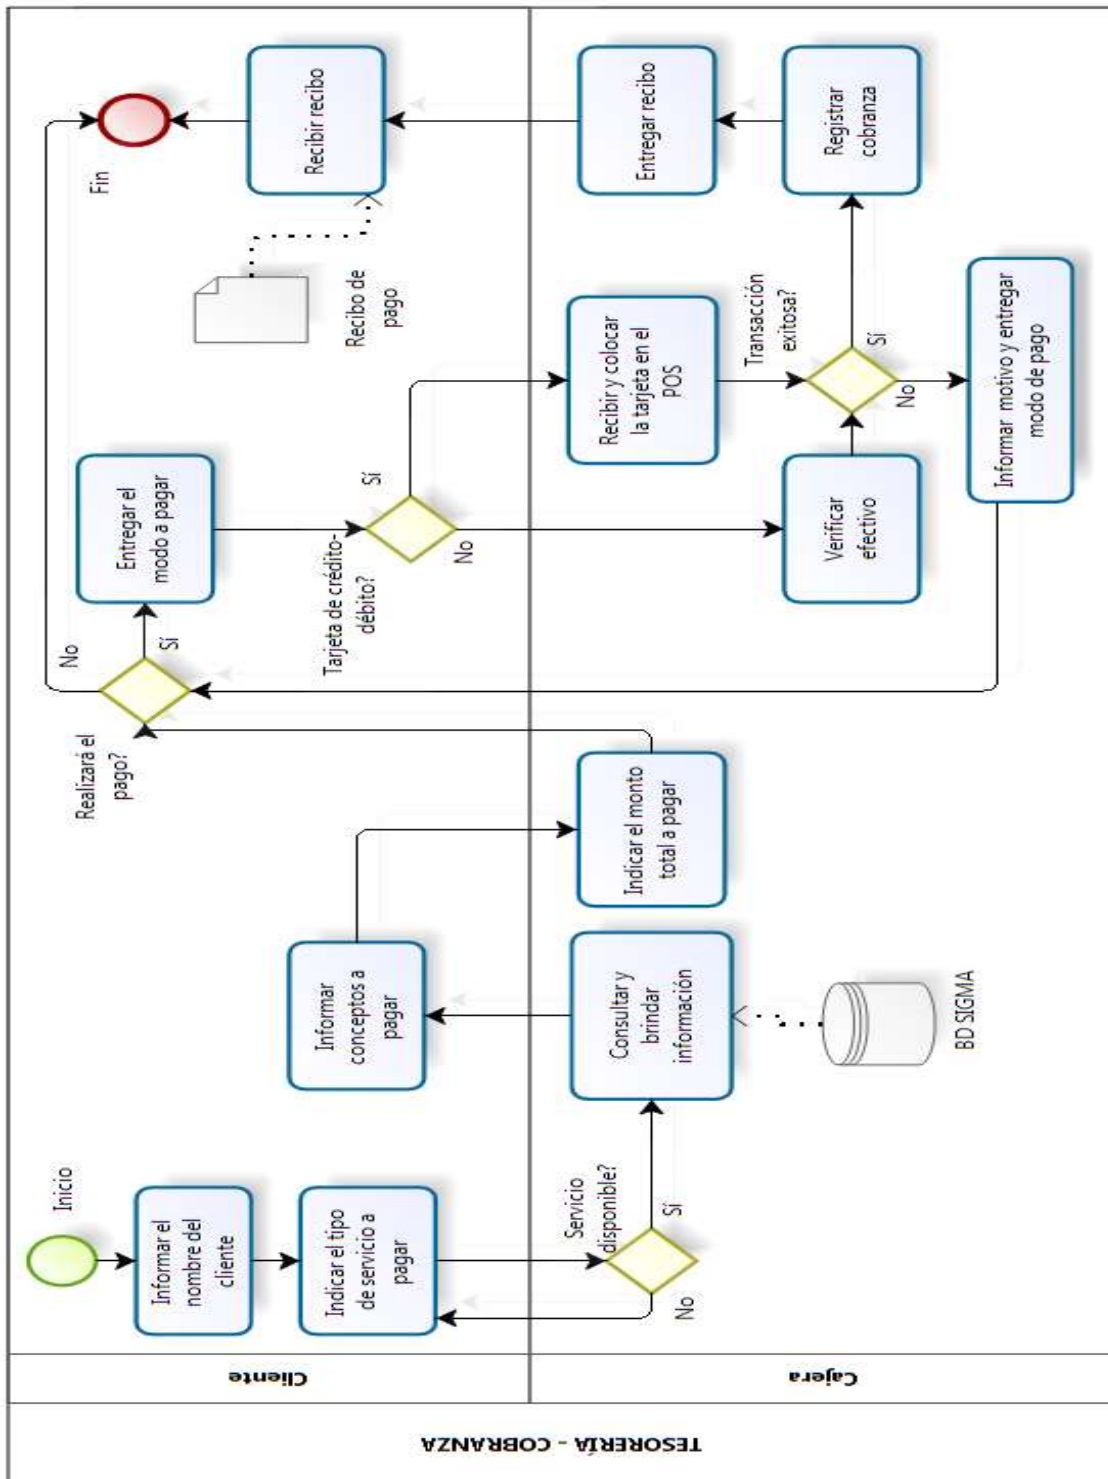 TESORERÍA - COBRANZA
Cliente
Cajera
Inicio
Informar el
nombre del
cliente
Indicar el tipo
de servicio a
pagar
Servicio
disponible?
No
Sí
Consultar y
brindar
información
BD SIGMA
Informar
conceptos a
pagar
Indicar el monto
total a pagar
Realizará el
pago?
No
Sí
Entregar el
modo a pagar
Tarjeta de crédito-
débito?
Sí
No
Verificar
efectivo
Recibir y colocar
la tarjeta en el
POS
Transacción
exitosa?
Sí
No
Informar motivo y entregar
modo de pago
Registrar
cobranza
Entregar recibo
Recibo de
pago
Recibir recibo
Fin